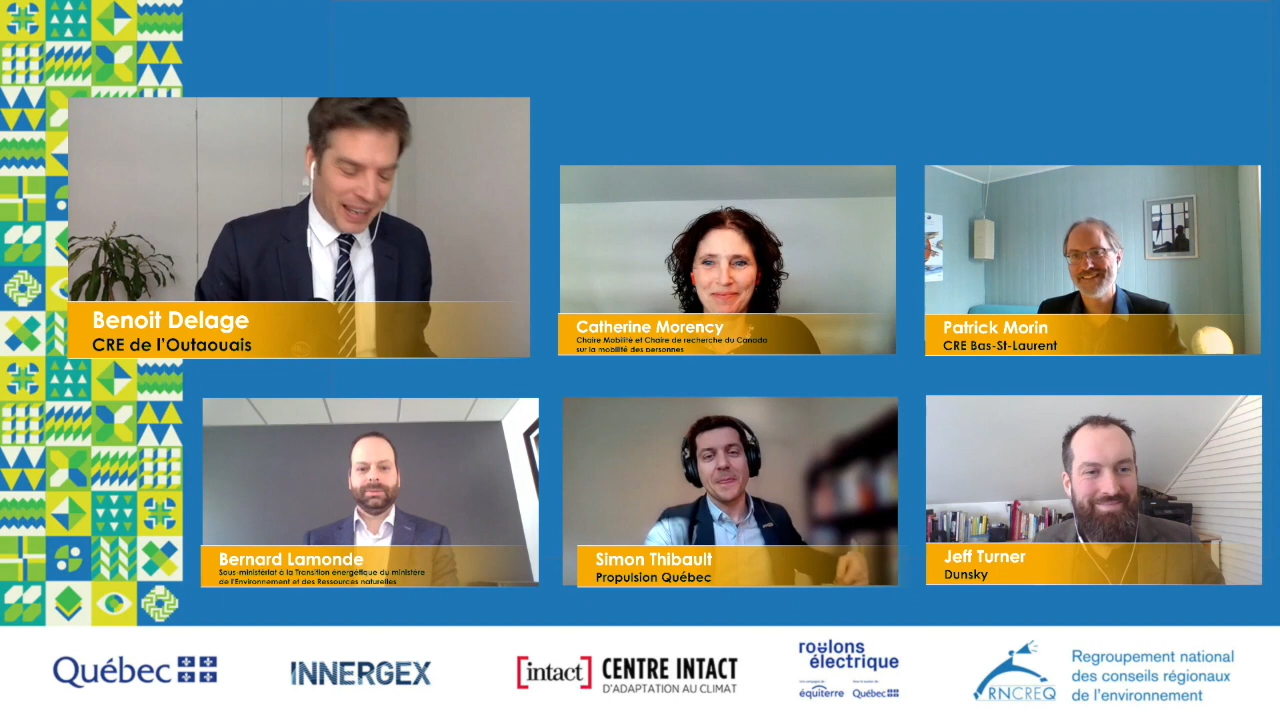 Benoit Delage
CRE de l'Outaouais
Catherine Morency
Chaire Mobilité et Chaire de recherche du Canada
sur la mobilité des personnes
Patrick Morin
CRE Bas-St-Laurent
Bernard Lamonde
Sous-ministériat à la Transition énergétique du ministère
de l'Environnement et des Ressources naturelles
Simon Thibault
Propulsion Québec
Jeff Turner
Dunsky
Québec
INNERGEX
[intact] CENTRE INTACT
D'ADAPTATION AU CLIMAT
roulons
électrique
équiterre
Québec
RNCREQ
Regroupement national
des conseils régionaux
de l'environnement